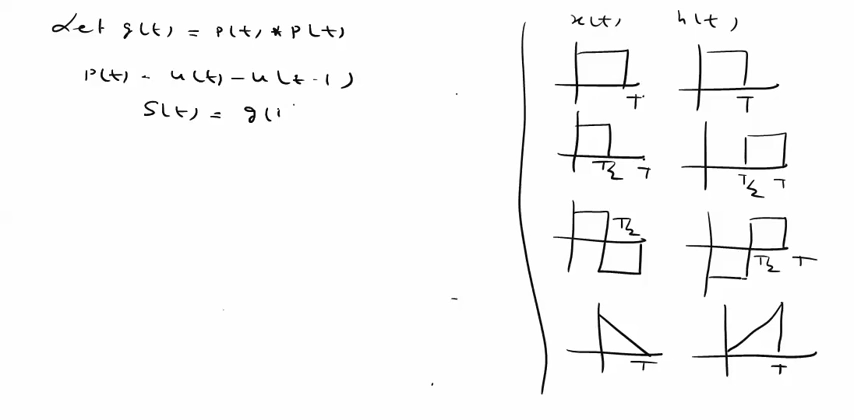 Let g(t) = p(t) * p(t)
p(t) = u(t) - u(t-1)
S(t) = g(
x(t) h(t)
T T
T/2 T T/2 T
T/2 T/2 T
T T